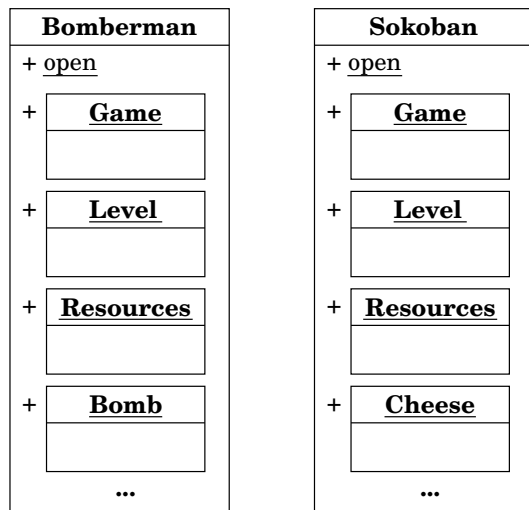 Bomberman
+ open
+ Game
+ Level
+ Resources
+ Bomb
...
Sokoban
+ open
+ Game
+ Level
+ Resources
+ Cheese
...